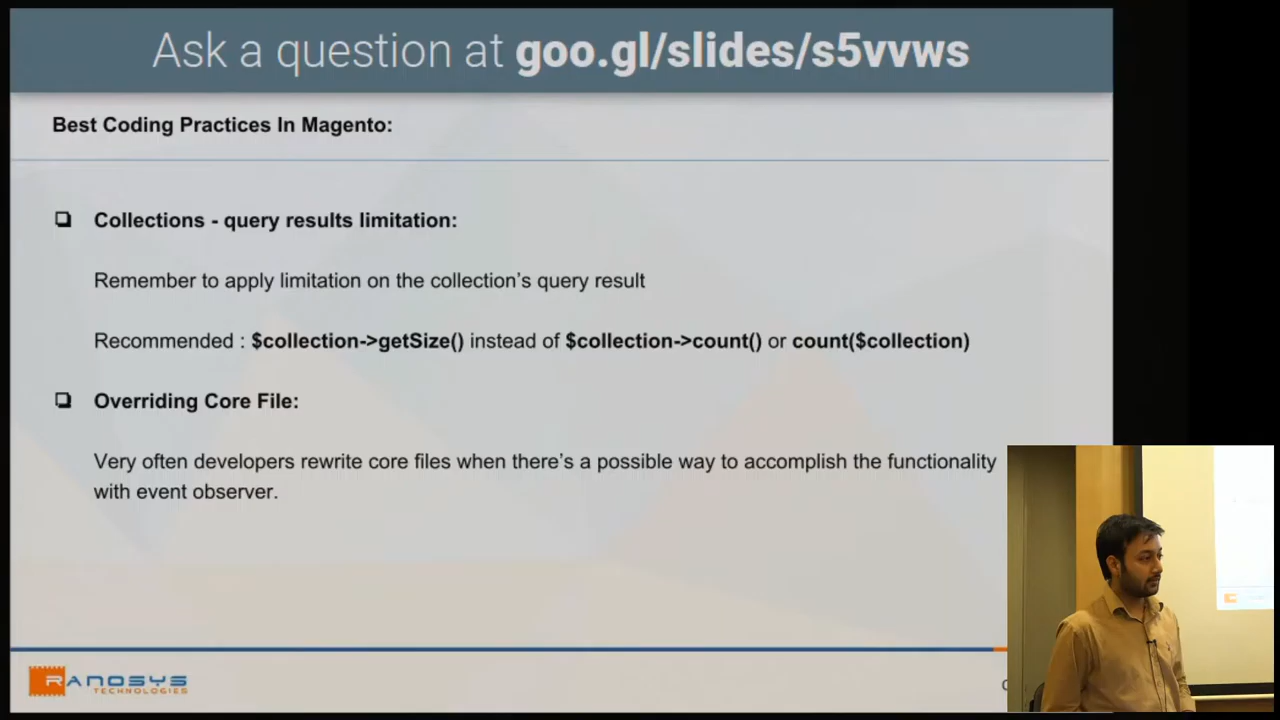 Ask a question at goo.gl/slides/s5vvws
Best Coding Practices In Magento:
Collections - query results limitation:
Remember to apply limitation on the collection's query result
Recommended : $collection->getSize() instead of $collection->count() or count($collection)
Overriding Core File:
Very often developers rewrite core files when there's a possible way to accomplish the functionality
with event observer.
RANOSYS
TECHNOLOGIES